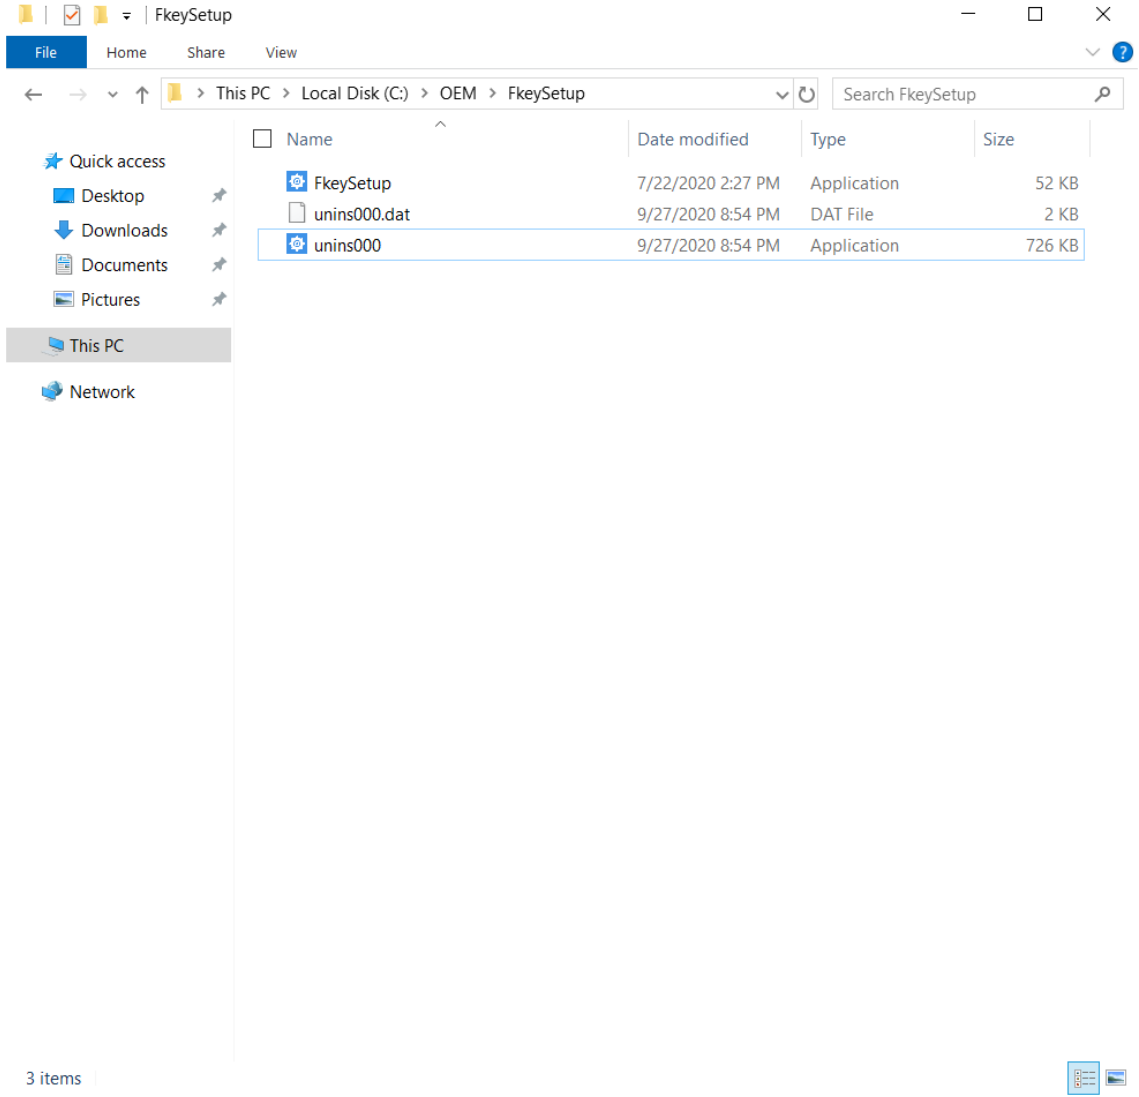 FkeySetup
File Home Share View
This PC Local Disk (C:) OEM FkeySetup Search FkeySetup
Name Date modified Type Size
Quick access
Desktop
Downloads
Documents
Pictures
This PC
Network
FkeySetup 7/22/2020 2:27 PM Application 52 KB
unins000.dat 9/27/2020 8:54 PM DAT File 2 KB
unins000 9/27/2020 8:54 PM Application 726 KB
3 items